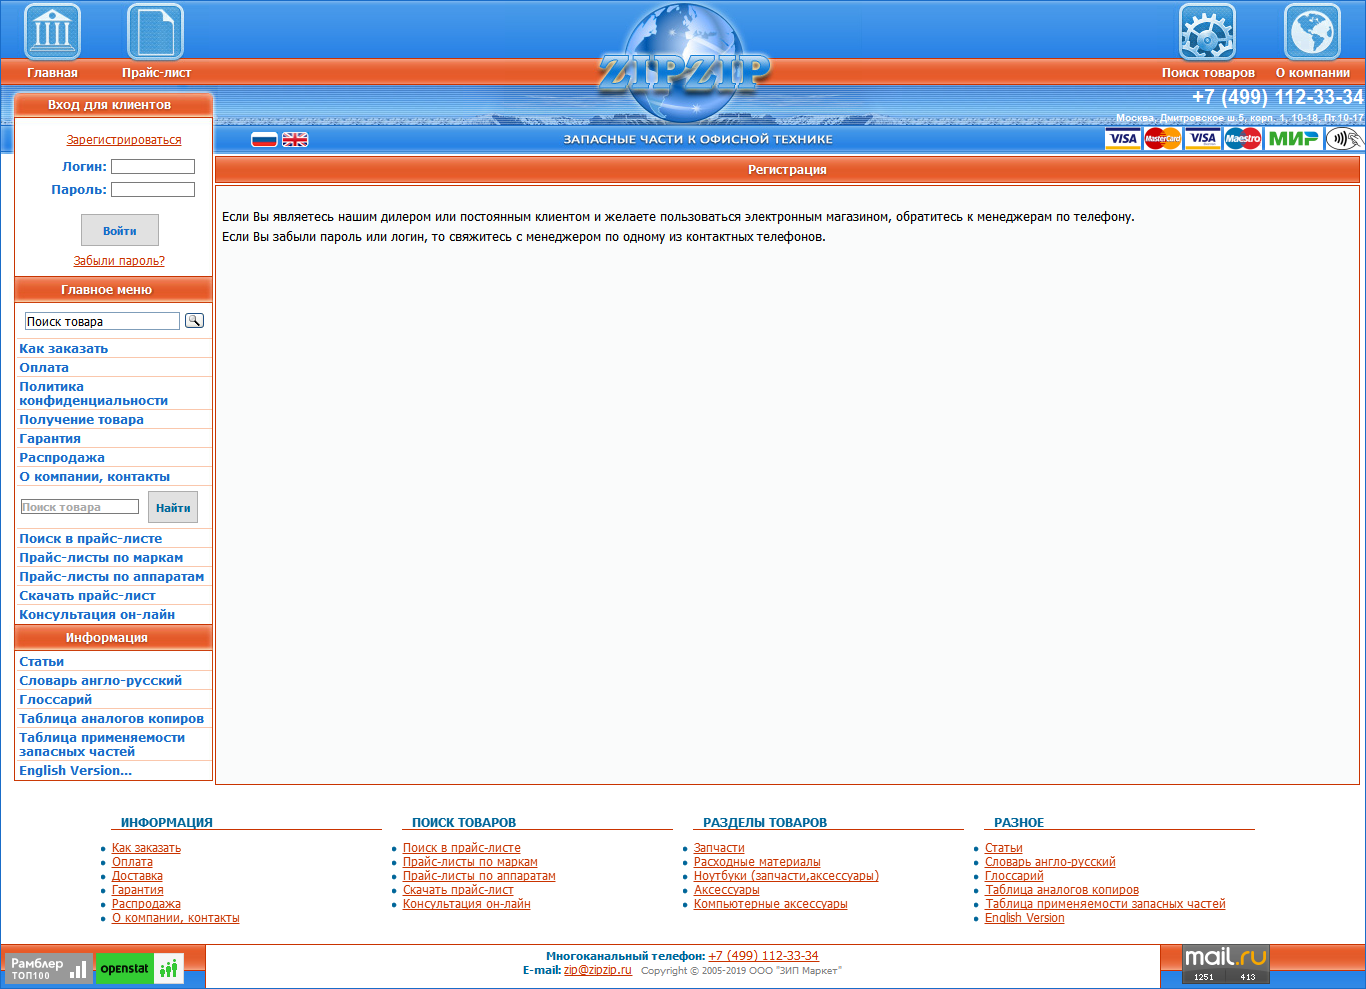 Главная
Прайс-лист
ZIPZIP
Поиск товаров
О компании
+7 (499) 112-33-34
Москва, Дмитровское ш.5, корп. 1, 10-18, Пт.10-17
ЗАПАСНЫЕ ЧАСТИ К ОФИСНОЙ ТЕХНИКЕ
VISA
MasterCard
VISA
Maestro
МИР
Вход для клиентов
Зарегистрироваться
Логин:
Пароль:
Войти
Забыли пароль?
Главное меню
Поиск товара
Как заказать
Оплата
Политика
конфиденциальности
Получение товара
Гарантия
Распродажа
О компании, контакты
Поиск товара
Найти
Поиск в прайс-листе
Прайс-листы по маркам
Прайс-листы по аппаратам
Скачать прайс-лист
Консультация он-лайн
Информация
Статьи
Словарь англо-русский
Глоссарий
Таблица аналогов копиров
Таблица применяемости
запасных частей
English Version...
Регистрация
Если Вы являетесь нашим дилером или постоянным клиентом и желаете пользоваться электронным магазином, обратитесь к менеджерам по телефону.
Если Вы забыли пароль или логин, то свяжитесь с менеджером по одному из контактных телефонов.
ИНФОРМАЦИЯ
Как заказать
Оплата
Доставка
Гарантия
Распродажа
О компании, контакты
ПОИСК ТОВАРОВ
Поиск в прайс-листе
Прайс-листы по маркам
Прайс-листы по аппаратам
Скачать прайс-лист
Консультация он-лайн
РАЗДЕЛЫ ТОВАРОВ
Запчасти
Расходные материалы
Ноутбуки (запчасти,аксессуары)
Аксессуары
Компьютерные аксессуары
РАЗНОЕ
Статьи
Словарь англо-русский
Глоссарий
Таблица аналогов копиров
Таблица применяемости запасных частей
English Version
Рамблер
ТОП100
openstat
Многоканальный телефон: +7 (499) 112-33-34
E-mail: zip@zipzip.ru Copyright © 2005-2019 ООО "ЗИП Маркет"
mail.ru
1251 413